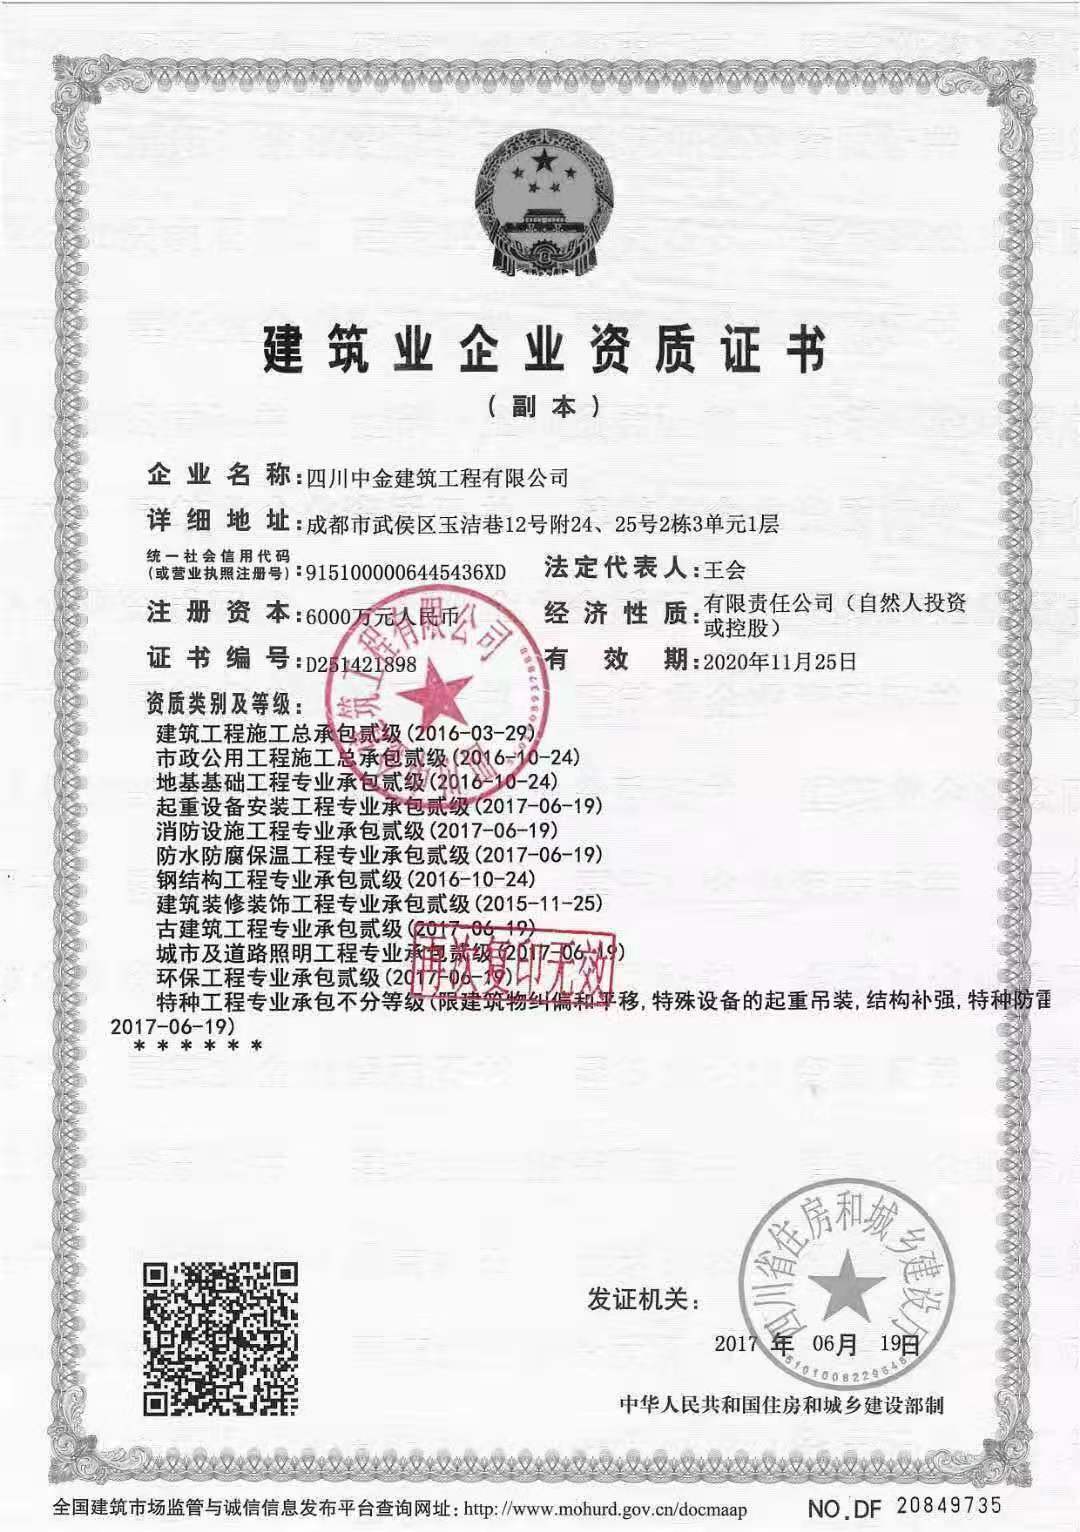 建筑业企业资质证书
（副本）
企业名称：四川中金建筑工程有限公司
详细地址：成都市武侯区玉洁巷12号附24、25号2栋3单元1层
统一社会信用代码
(或营业执照注册号)：9151000006445436XD
法定代表人：王会
注册资本：6000万元人民币
经济性质：有限责任公司（自然人投资
或控股）
证书编号：D251421898
有效期：2020年11月25日
资质类别及等级：
建筑工程施工总承包贰级(2016-03-29)
市政公用工程施工总承包贰级(2016-10-24)
地基基础工程专业承包贰级(2016-10-24)
起重设备安装工程专业承包贰级(2017-06-19)
消防设施工程专业承包贰级(2017-06-19)
防水防腐保温工程专业承包贰级(2017-06-19)
钢结构工程专业承包贰级(2016-10-24)
建筑装修装饰工程专业承包贰级(2015-11-25)
古建筑工程专业承包贰级(2017-06-19)
城市及道路照明工程专业承包贰级(2017-06-19)
环保工程专业承包贰级(2017-06-19)
特种工程专业承包不分等级(限建筑物纠偏和平移,特殊设备的起重吊装,结构补强,特种防雷
2017-06-19)
******
再次复印无效
四川省住房和城乡建设厅
发证机关：
2017 年 06月 19日
中华人民共和国住房和城乡建设部制
全国建筑市场监管与诚信信息发布平台查询网址：http://www.mohurd.gov.cn/docmaap
NO.DF 20849735